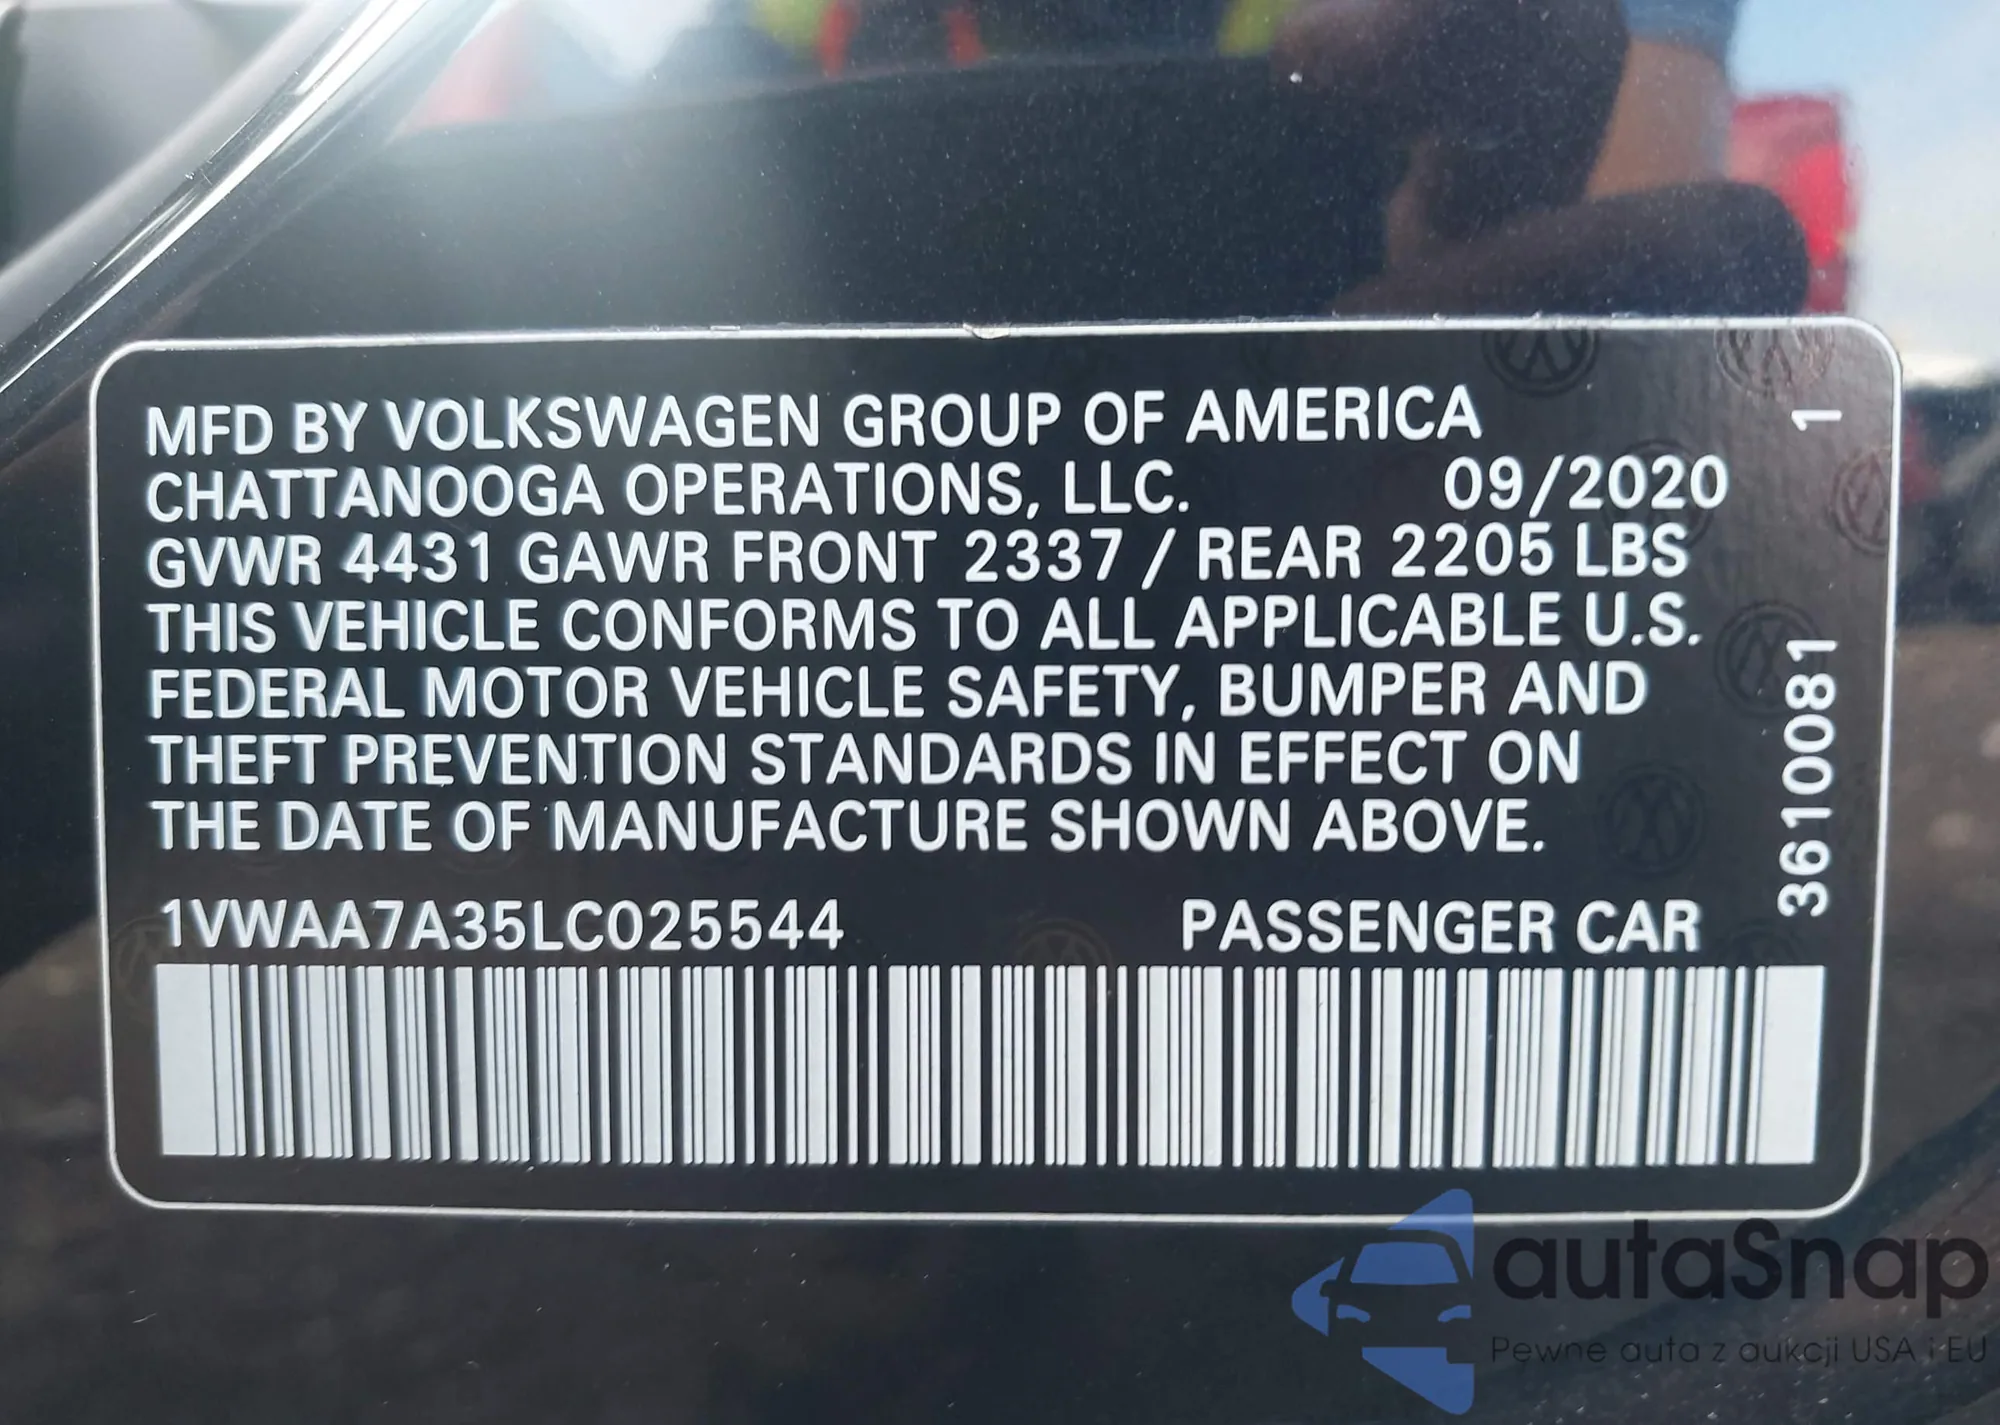 MFD BY VOLKSWAGEN GROUP OF AMERICA
CHATTANOOGA OPERATIONS, LLC. 09/2020
GVWR 4431 GAWR FRONT 2337 / REAR 2205 LBS
THIS VEHICLE CONFORMS TO ALL APPLICABLE U.S.
FEDERAL MOTOR VEHICLE SAFETY, BUMPER AND
THEFT PREVENTION STANDARDS IN EFFECT ON
THE DATE OF MANUFACTURE SHOWN ABOVE.
1VWAA7A35LC025544 PASSENGER CAR
3610081 1
autaSnap
Pewne auta z aukcji USA i EU